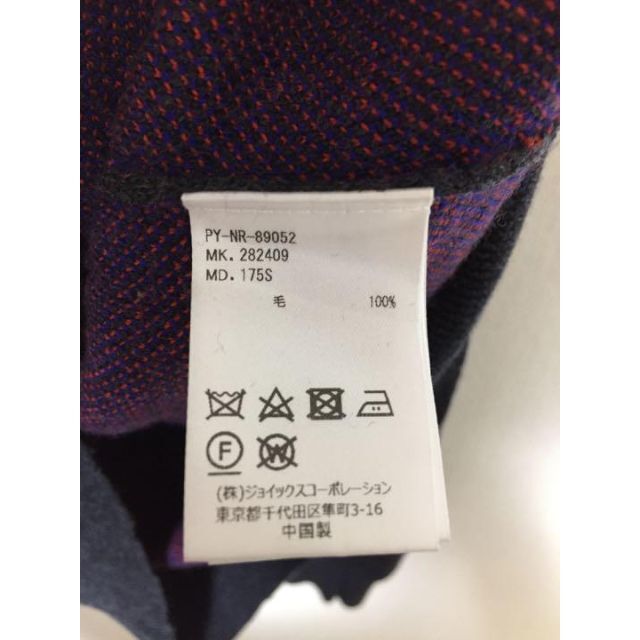 PY-NR-89052
MK. 282409
MD. 175S
毛 100%
F
W
(株)ジョイックスコーポレーション
東京都千代田区隼町3-16
中国製